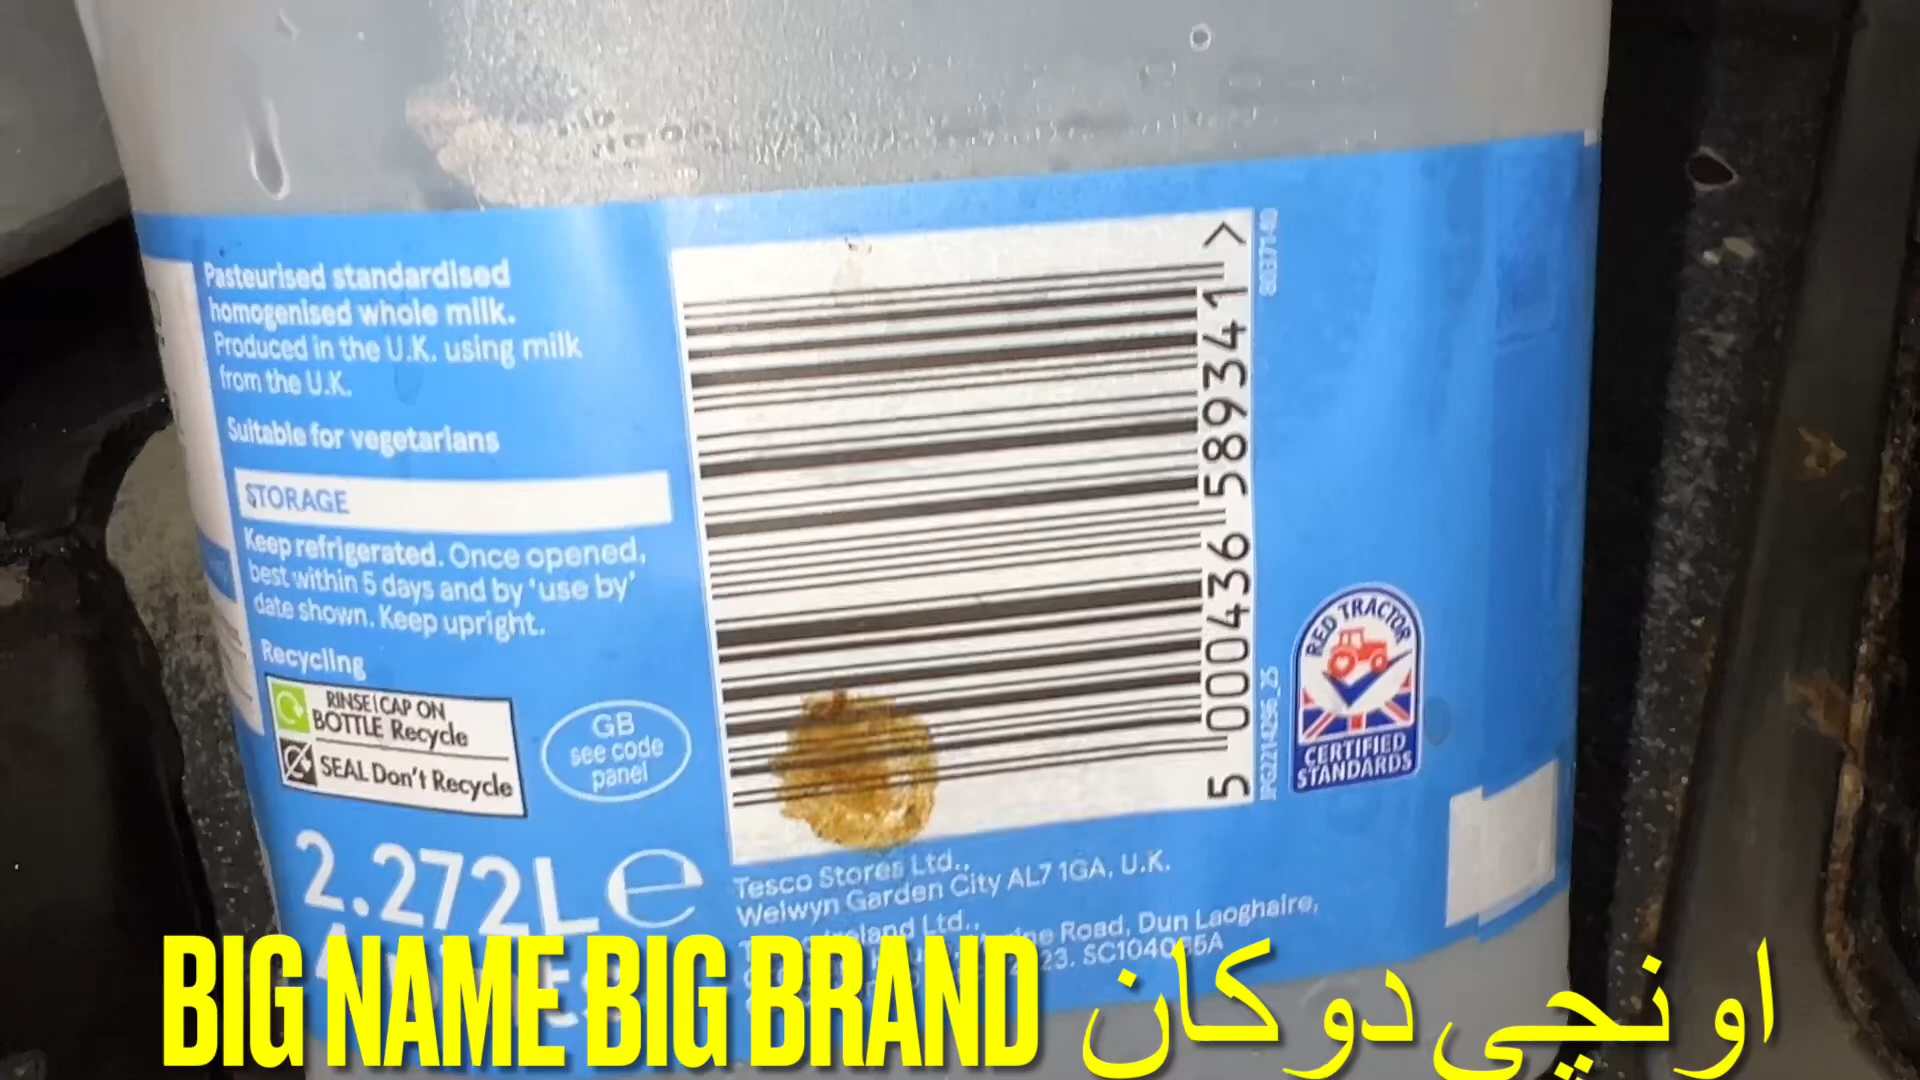 Pasteurised standardised
homogenised whole milk.
Produced in the U.K. using milk
from the U.K.
Suitable for vegetarians
STORAGE
Keep refrigerated. Once opened,
best within 5 days and by 'use by'
date shown. Keep upright.
Recycling
RINSE | CAP ON
BOTTLE Recycle
SEAL Don't Recycle
GB
see code
panel
2.272L e
5 000436 589341 >
RED TRACTOR
CERTIFIED
STANDARDS
Tesco Stores Ltd.,
Welwyn Garden City AL7 1GA, U.K.
Ltd.,
Road, Dun Laoghaire,
BIG NAME BIG BRAND اونچی دوکان